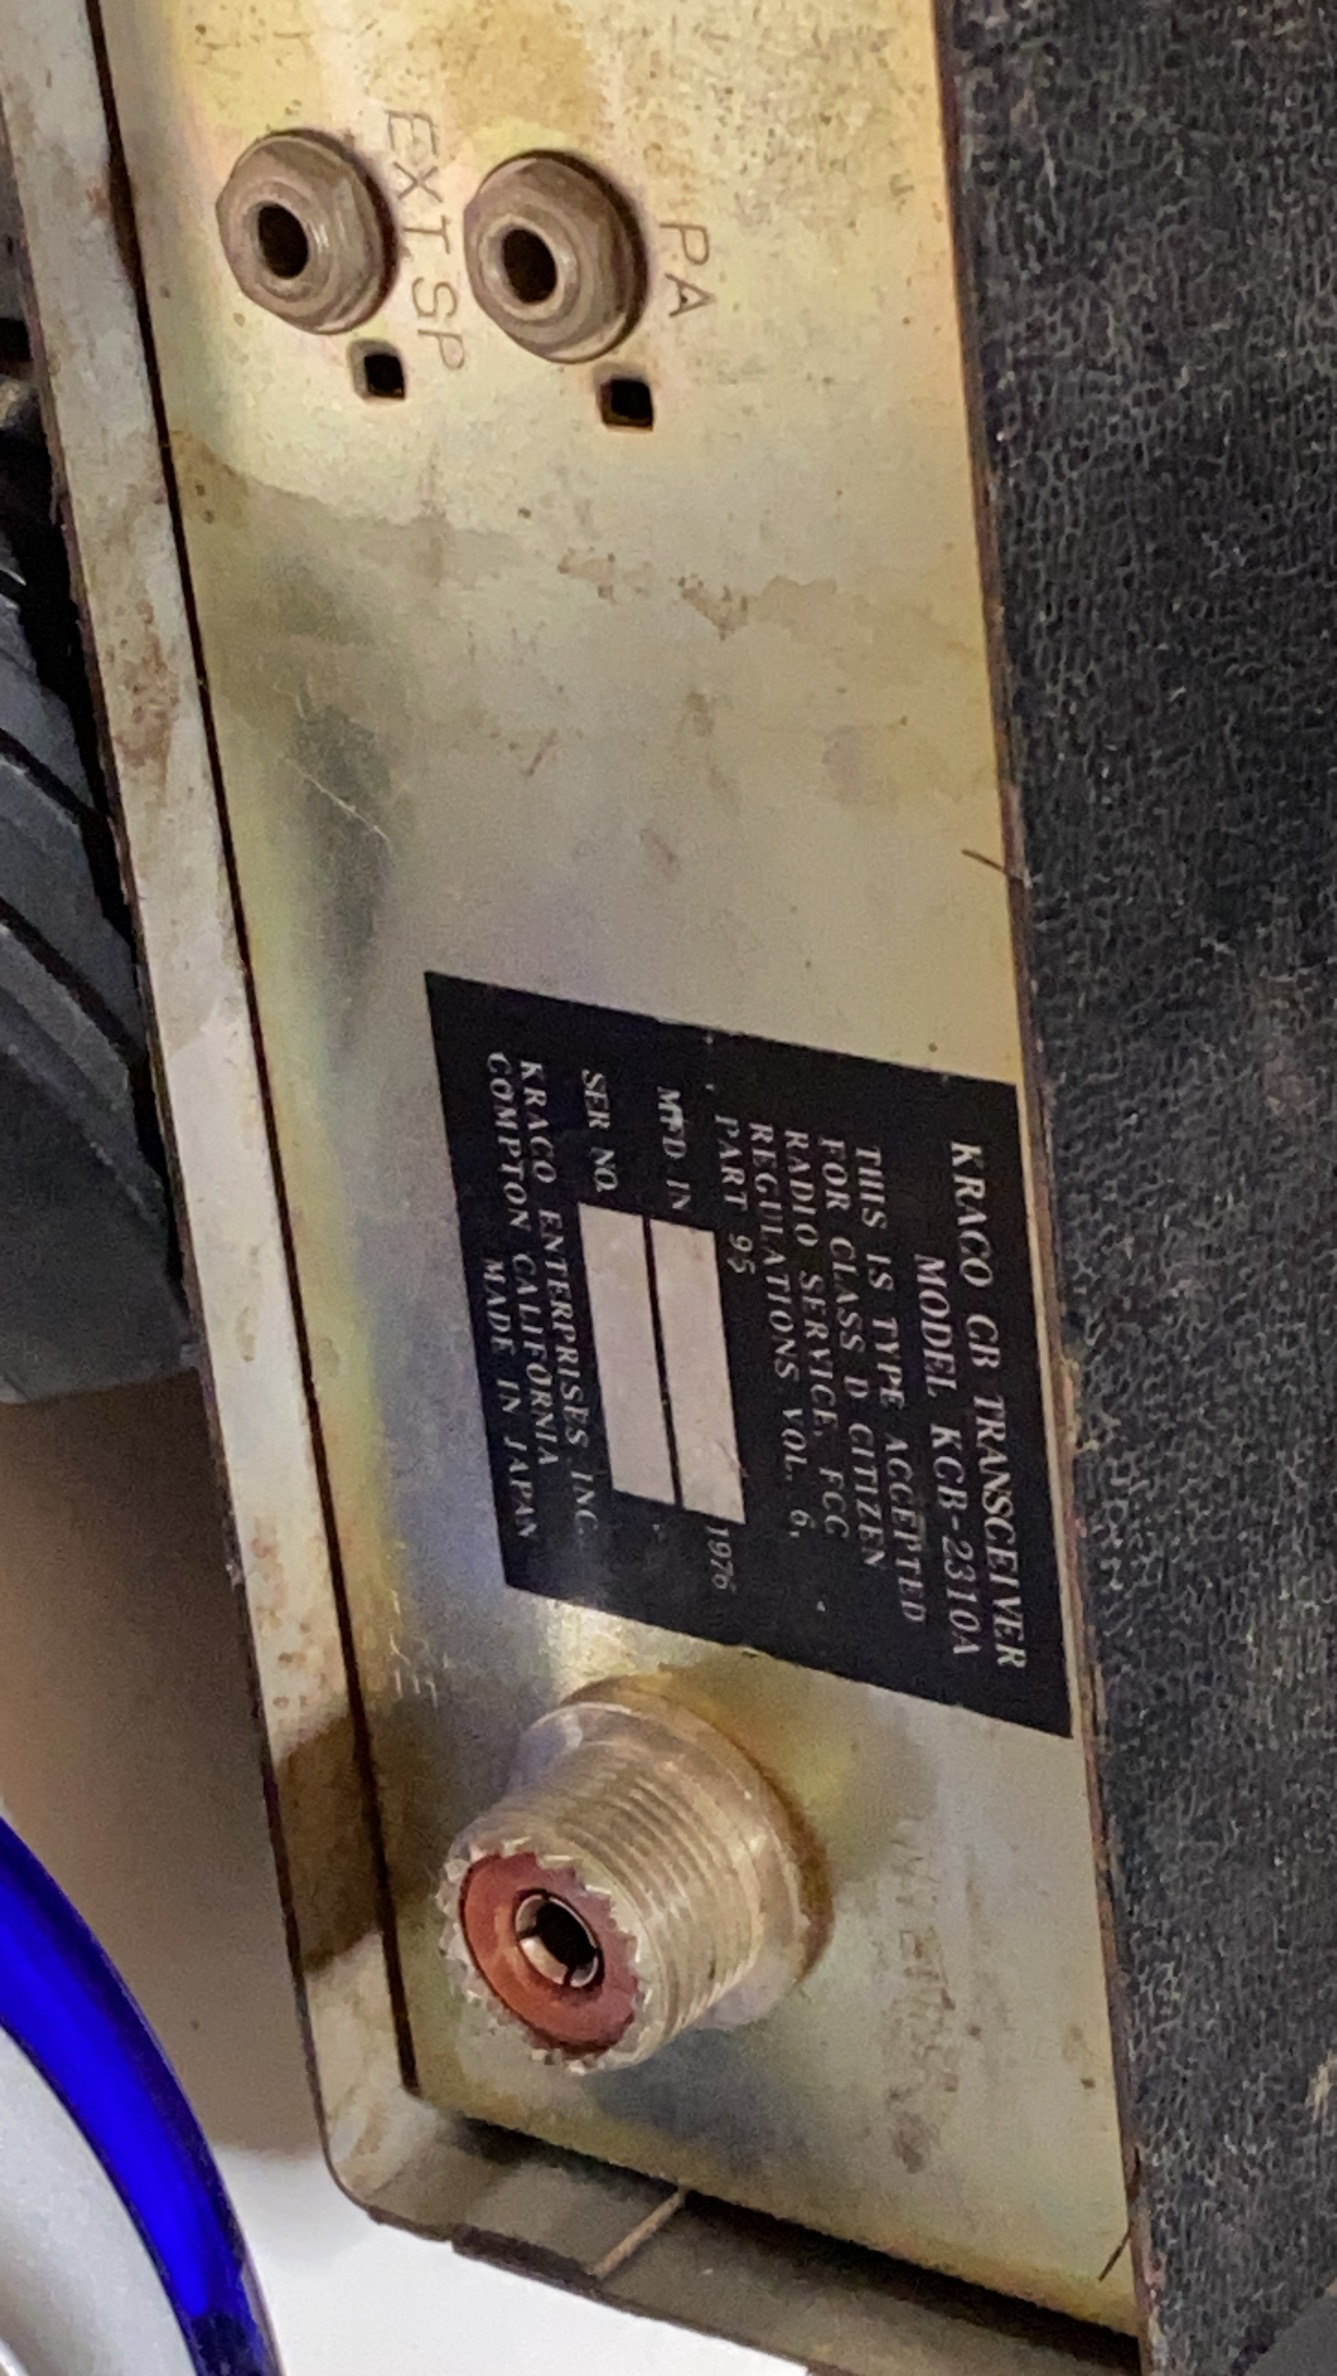 EXT SP
PA
KRACO CB TRANSCEIVER
MODEL KCB-2310A
THIS IS TYPE ACCEPTED
FOR CLASS D CITIZEN
RADIO SERVICE, FCC
REGULATIONS VOL. 6,
PART 95
MFD IN 1976
SER NO.
KRACO ENTERPRISES INC.
COMPTON CALIFORNIA
MADE IN JAPAN